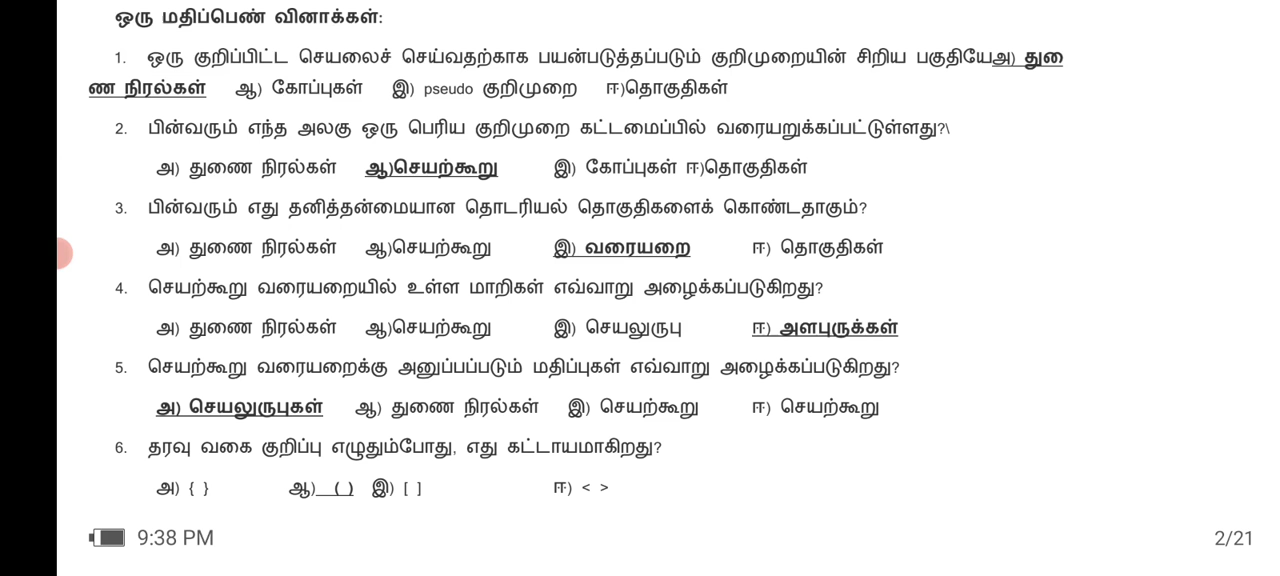 ஒரு மதிப்பெண் வினாக்கள்:
1. ஒரு குறிப்பிட்ட செயலைச் செய்வதற்காக பயன்படுத்தப்படும் குறிமுறையின் சிறிய பகுதியேஅ) துணை
ண நிரல்கள் ஆ) கோப்புகள் இ) pseudo குறிமுறை ஈ)தொகுதிகள்
2. பின்வரும் எந்த அலகு ஒரு பெரிய குறிமுறை கட்டமைப்பில் வரையறுக்கப்பட்டுள்ளது?\
அ) துணை நிரல்கள் ஆ)செயற்கூறு இ) கோப்புகள் ஈ)தொகுதிகள்
3. பின்வரும் எது தனித்தன்மையான தொடரியல் தொகுதிகளைக் கொண்டதாகும்?
அ) துணை நிரல்கள் ஆ)செயற்கூறு இ) வரையறை ஈ) தொகுதிகள்
4. செயற்கூறு வரையறையில் உள்ள மாறிகள் எவ்வாறு அழைக்கப்படுகிறது?
அ) துணை நிரல்கள் ஆ)செயற்கூறு இ) செயலுருபு ஈ) அளபுருக்கள்
5. செயற்கூறு வரையறைக்கு அனுப்பப்படும் மதிப்புகள் எவ்வாறு அழைக்கப்படுகிறது?
அ) செயலுருபுகள் ஆ) துணை நிரல்கள் இ) செயற்கூறு ஈ) செயற்கூறு
6. தரவு வகை குறிப்பு எழுதும்போது, எது கட்டாயமாகிறது?
அ) { } ஆ) ( ) இ) [ ] ஈ) < >
9:38 PM 2/21